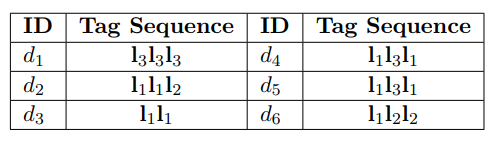 ID Tag Sequence ID Tag Sequence
d₁ l₃l₃l₃ d₄ l₁l₃l₁
d₂ l₁l₁l₂ d₅ l₁l₃l₁
d₃ l₁l₁ d₆ l₁l₂l₂